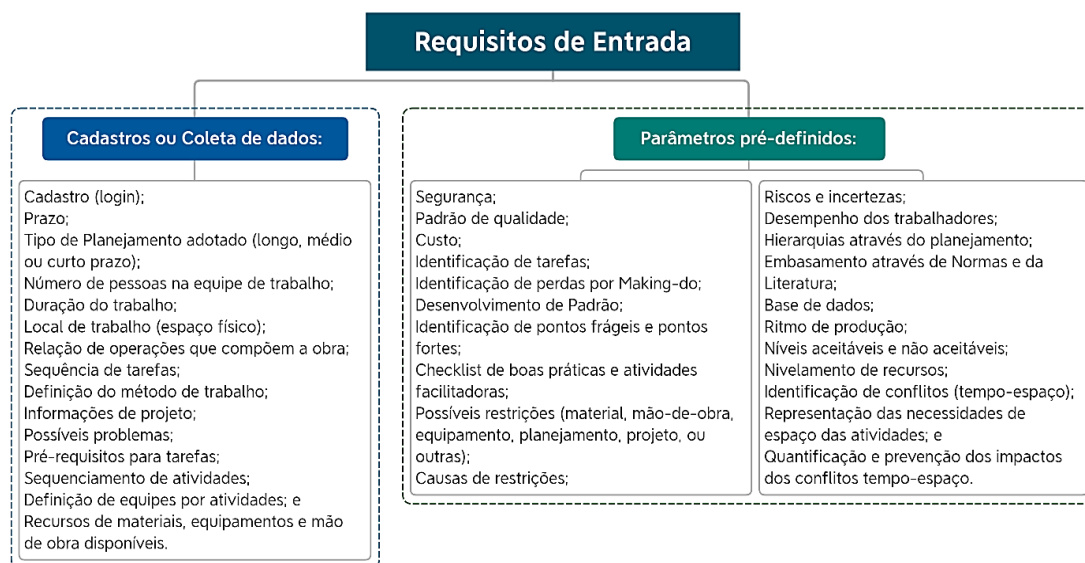 Requisitos de Entrada
Cadastros ou Coleta de dados:
Cadastro (login);
Prazo;
Tipo de Planejamento adotado (longo, médio
ou curto prazo);
Número de pessoas na equipe de trabalho;
Duração do trabalho;
Local de trabalho (espaço físico);
Relação de operações que compõem a obra;
Sequência de tarefas;
Definição do método de trabalho;
Informações de projeto;
Possíveis problemas;
Pré-requisitos para tarefas;
Sequenciamento de atividades;
Definição de equipes por atividades; e
Recursos de materiais, equipamentos e mão
de obra disponíveis.
Parâmetros pré-definidos:
Segurança;
Padrão de qualidade;
Custo;
Identificação de tarefas;
Identificação de perdas por Making-do;
Desenvolvimento de Padrão;
Identificação de pontos frágeis e pontos
fortes;
Checklist de boas práticas e atividades
facilitadoras;
Possíveis restrições (material, mão-de-obra,
equipamento, planejamento, projeto, ou
outras);
Causas de restrições;
Riscos e incertezas;
Desempenho dos trabalhadores;
Hierarquias através do planejamento;
Embasamento através de Normas e da
Literatura;
Base de dados;
Ritmo de produção;
Níveis aceitáveis e não aceitáveis;
Nivelamento de recursos;
Identificação de conflitos (tempo-espaço);
Representação das necessidades de
espaço das atividades; e
Quantificação e prevenção dos impactos
dos conflitos tempo-espaço.